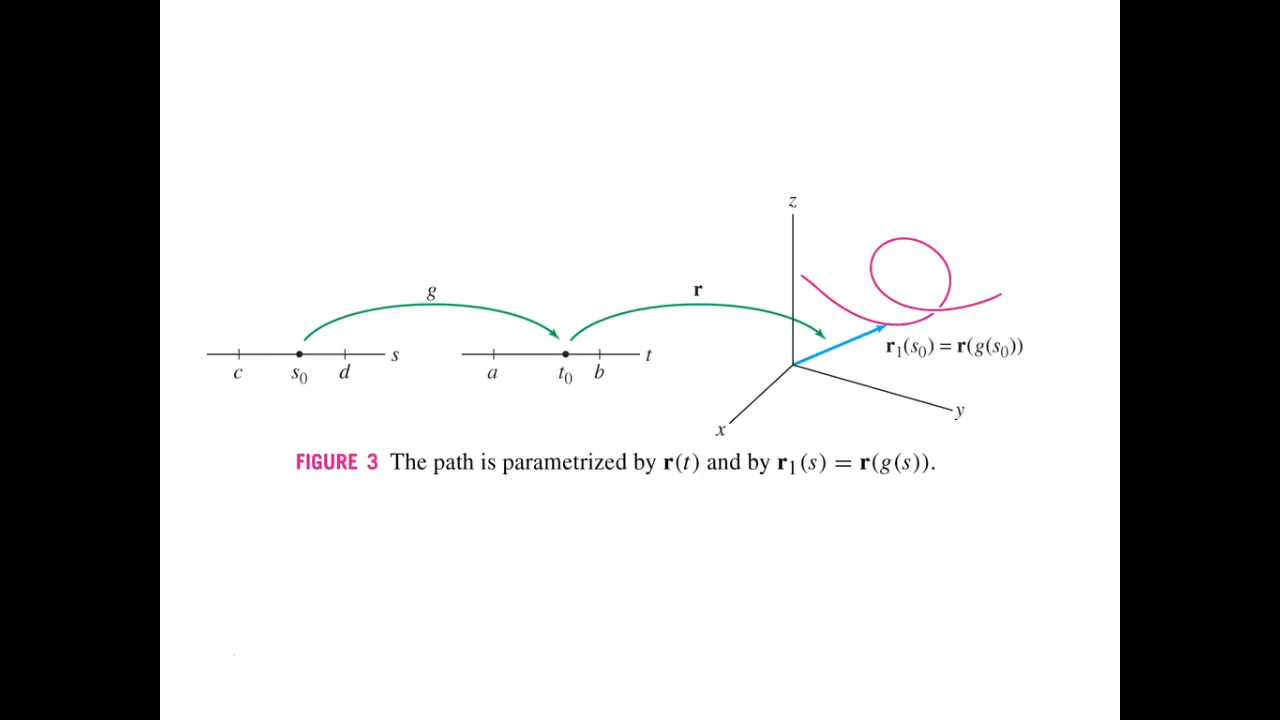 z
g
r
s
t
c
s₀
d
a
t₀
b
r₁(s₀) = r(g(s₀))
y
x
FIGURE 3 The path is parametrized by r(t) and by r₁(s) = r(g(s)).